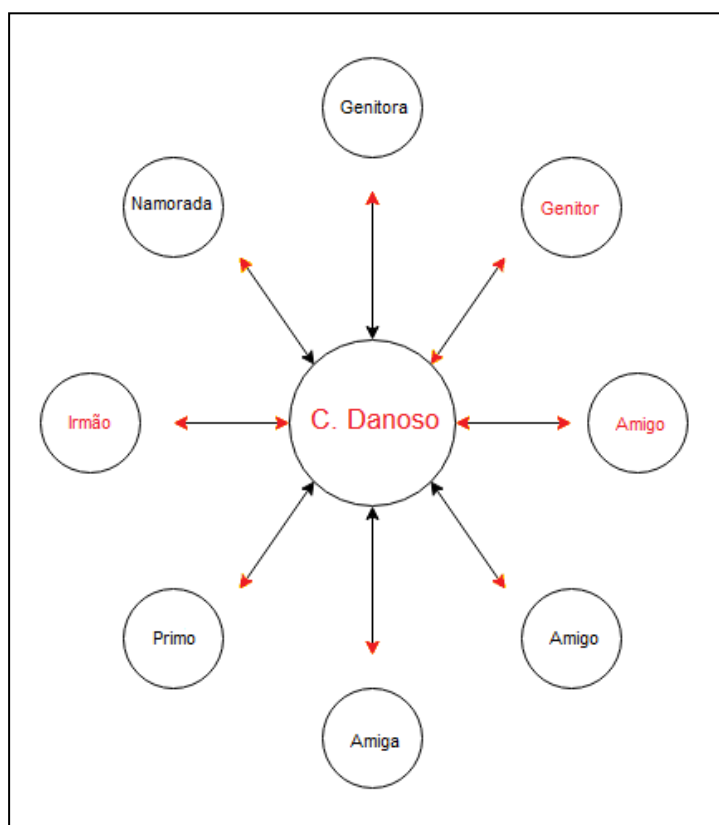 Genitora
Namorada
Genitor
Irmão
C. Danoso
Amigo
Primo
Amigo
Amiga